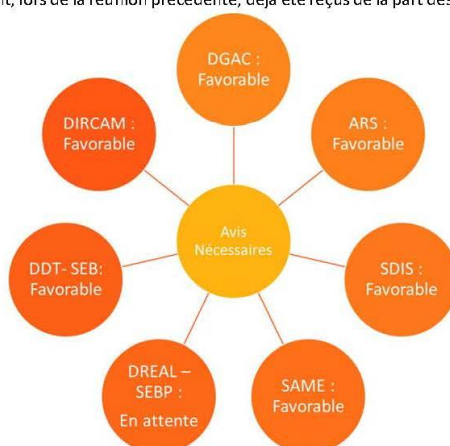 nt, lors de la réunion précédente, déjà été reçus de la part des
DGAC :
Favorable
DIRCAM :
Favorable
ARS :
Favorable
Avis
Nécessaires
DDT- SEB:
Favorable
SDIS :
Favorable
DREAL –
SEBP :
En attente
SAME :
Favorable